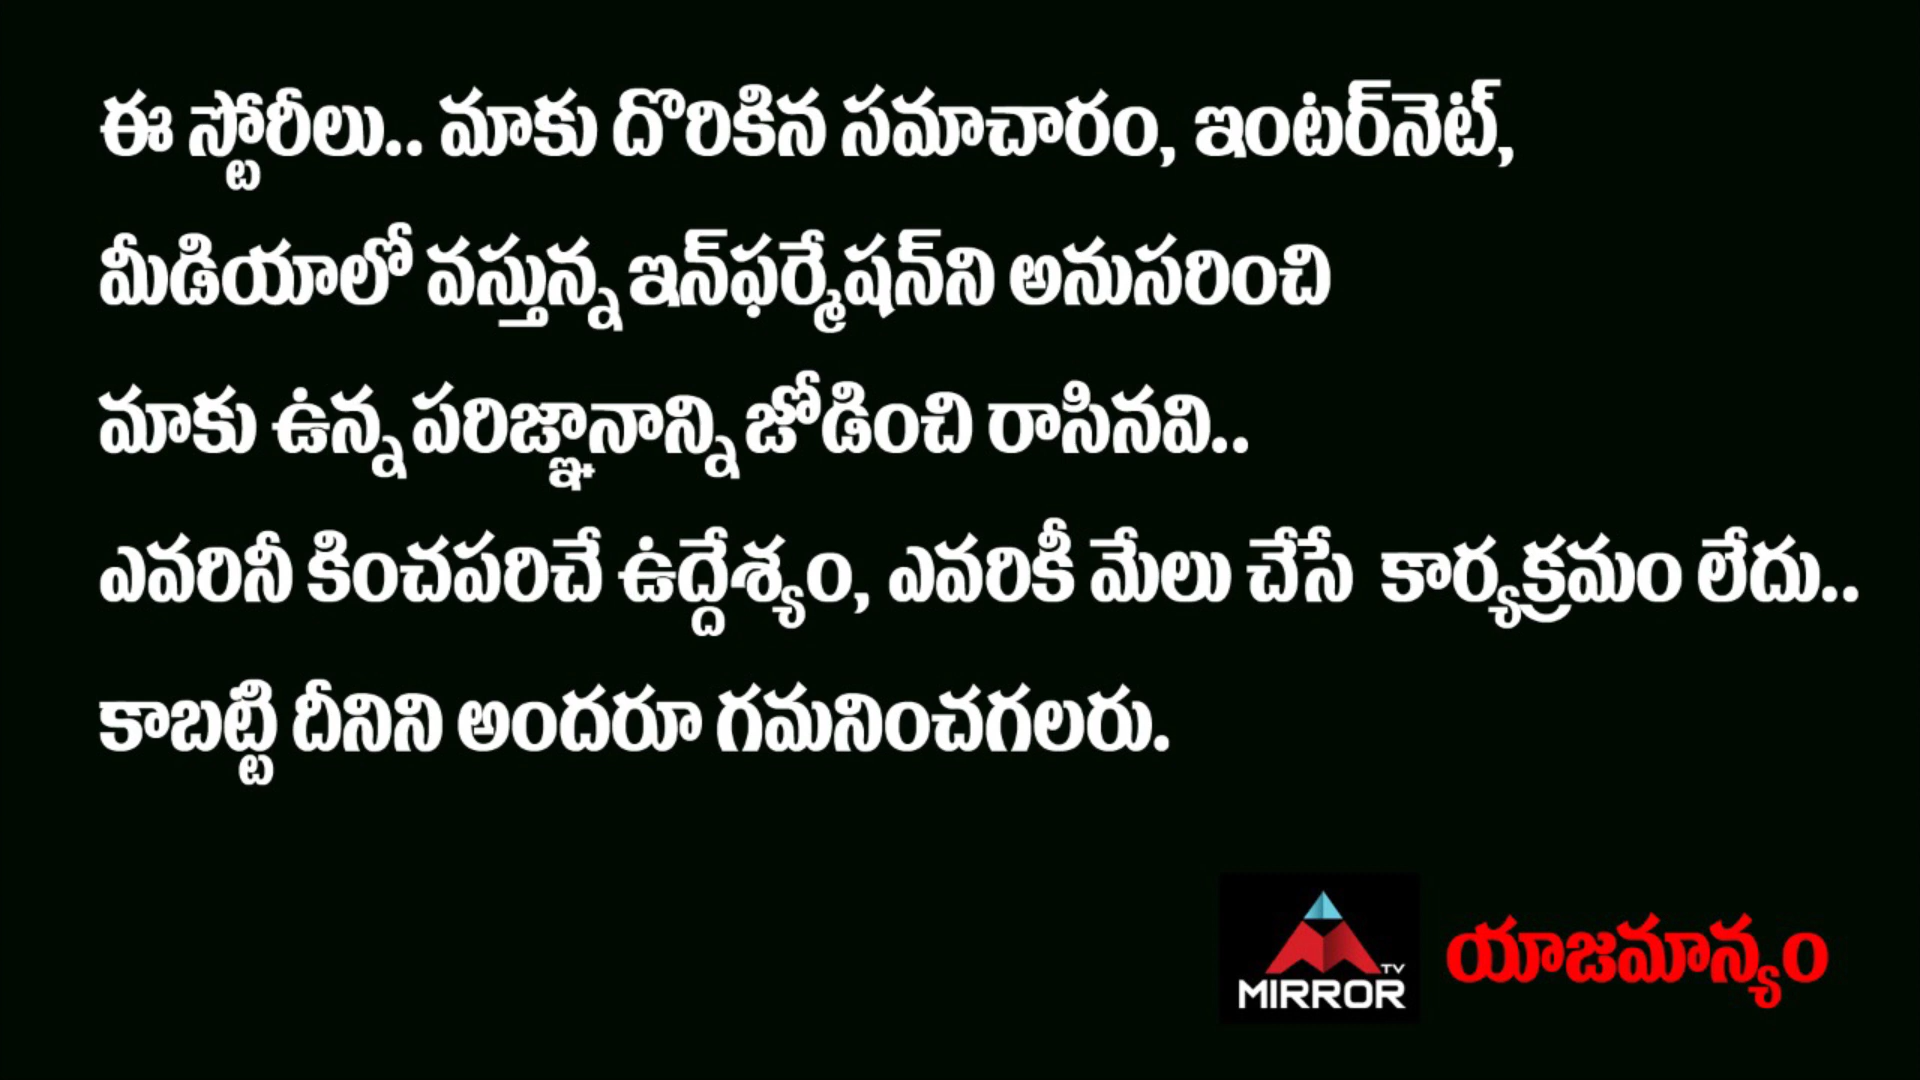 ఈ స్టోరీలు.. మాకు దొరికిన సమాచారం, ఇంటర్‌నెట్,
మీడియాలో వస్తున్న ఇన్‌ఫర్మేషన్‌ని అనుసరించి
మాకు ఉన్న పరిజ్ఞానాన్ని జోడించి రాసినవి..
ఎవరినీ కించపరిచే ఉద్దేశ్యం, ఎవరికీ మేలు చేసే కార్యక్రమం లేదు..
కాబట్టి దీనిని అందరూ గమనించగలరు.
TV
MIRROR
యాజమాన్యం